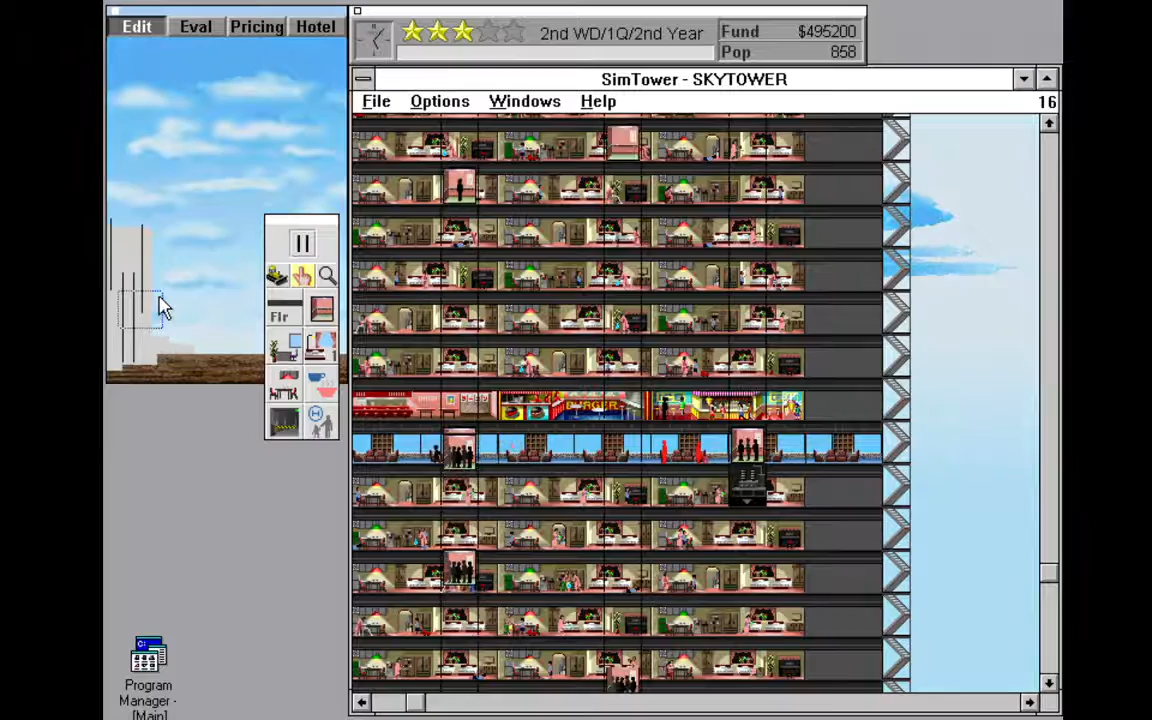 Edit Eval Pricing Hotel
2nd WD/1Q/2nd Year
Fund $495200
Pop 858
SimTower - SKYTOWER
File Options Windows Help 16
Flr
BURGER
Program
Manager -
[Main]